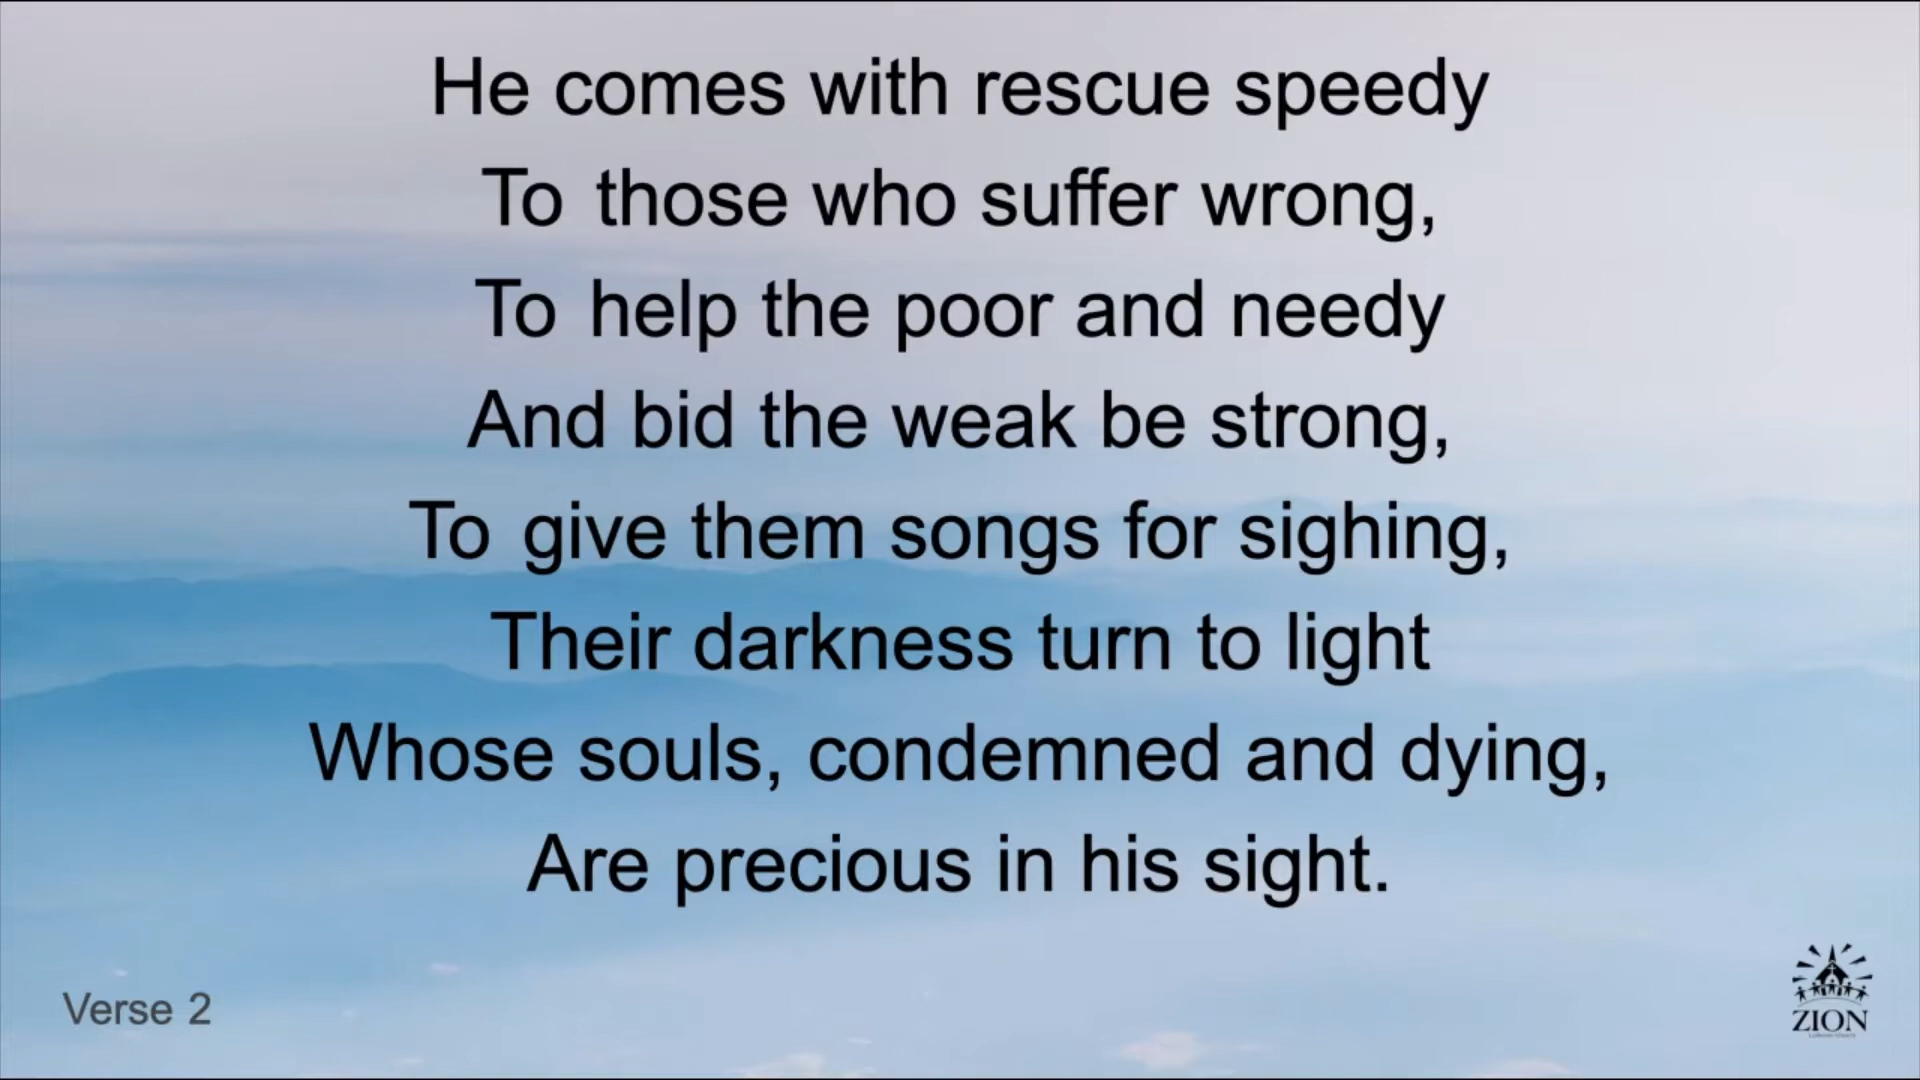 He comes with rescue speedy
To those who suffer wrong,
To help the poor and needy
And bid the weak be strong,
To give them songs for sighing,
Their darkness turn to light
Whose souls, condemned and dying,
Are precious in his sight.
Verse 2
ZION